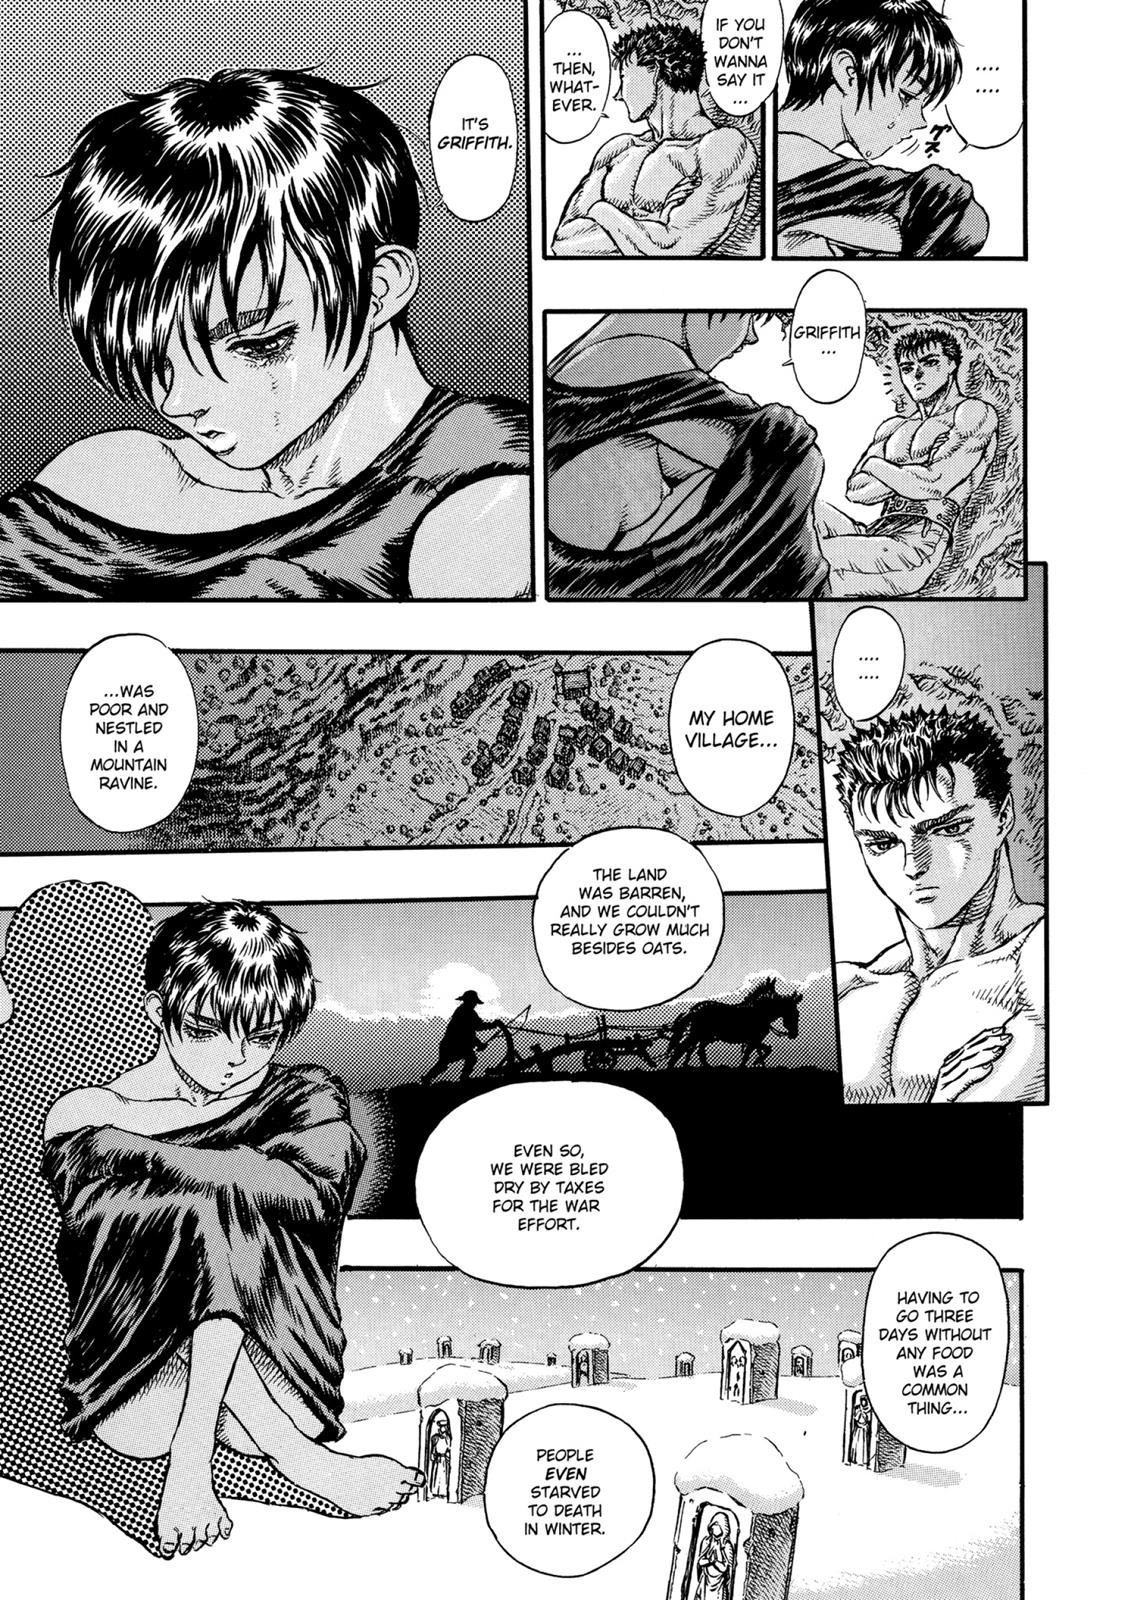 ....
....
グス
IF YOU
DON'T
WANNA
SAY IT
...
...
THEN,
WHAT-
EVER.
GRIFFITH
...
IT'S
GRIFFITH.
....
....
MY HOME
VILLAGE...
...WAS
POOR AND
NESTLED
IN A
MOUNTAIN
RAVINE.
THE LAND
WAS BARREN,
AND WE COULDN'T
REALLY GROW MUCH
BESIDES OATS.
EVEN SO,
WE WERE BLED
DRY BY TAXES
FOR THE WAR
EFFORT.
HAVING TO
GO THREE
DAYS WITHOUT
ANY FOOD
WAS A
COMMON
THING...
PEOPLE
EVEN
STARVED
TO DEATH
IN WINTER.